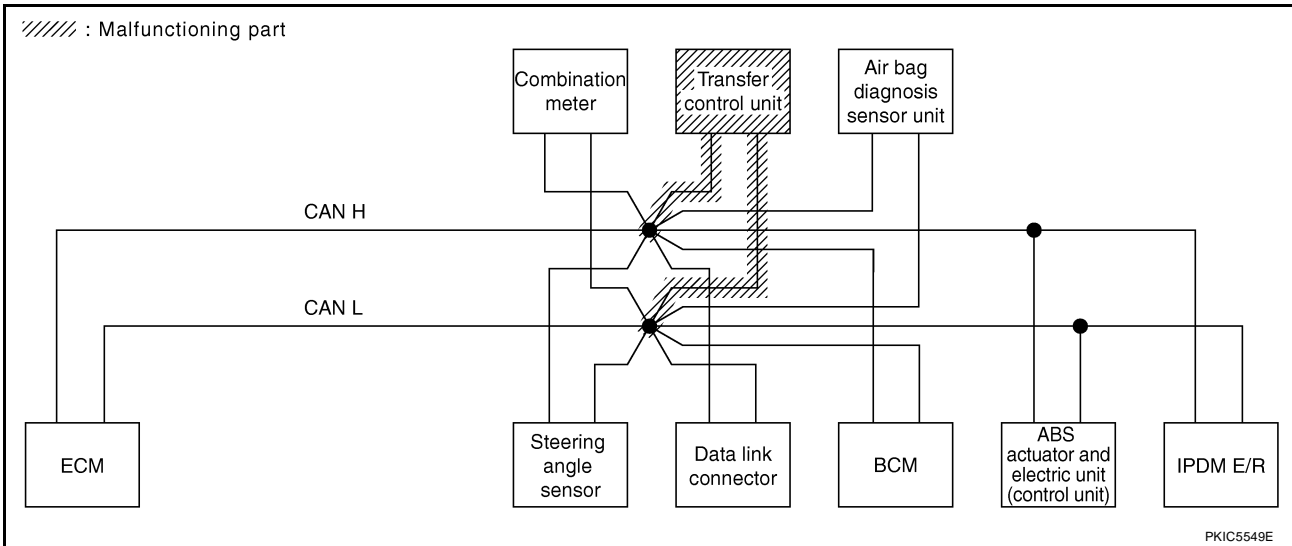 : Malfunctioning part
Combination
meter
Transfer
control unit
Air bag
diagnosis
sensor unit
CAN H
CAN L
ECM
Steering
angle
sensor
Data link
connector
BCM
ABS
actuator and
electric unit
(control unit)
IPDM E/R
PKIC5549E